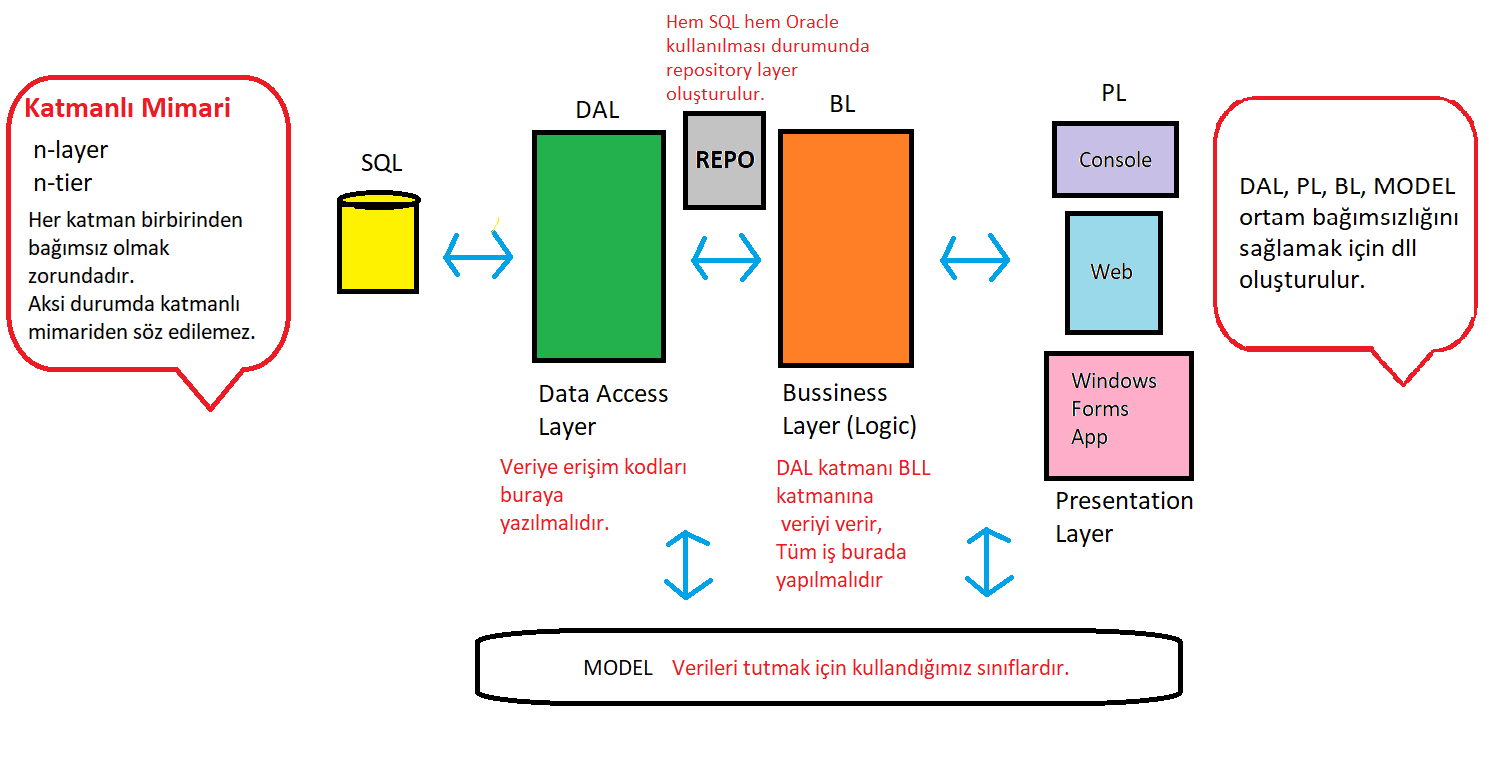 Katmanlı Mimari
n-layer
n-tier
Her katman birbirinden
bağımsız olmak
zorundadır.
Aksi durumda katmanlı
mimariden söz edilemez.
SQL
DAL
Data Access
Layer
Veriye erişim kodları
buraya
yazılmalıdır.
Hem SQL hem Oracle
kullanılması durumunda
repository layer
oluşturulur.
REPO
BL
Bussiness
Layer (Logic)
DAL katmanı BLL
katmanına
veriyi verir,
Tüm iş burada
yapılmalıdır
PL
Console
Web
Windows
Forms
App
Presentation
Layer
DAL, PL, BL, MODEL
ortam bağımsızlığını
sağlamak için dll
oluşturulur.
MODEL Verileri tutmak için kullandığımız sınıflardır.